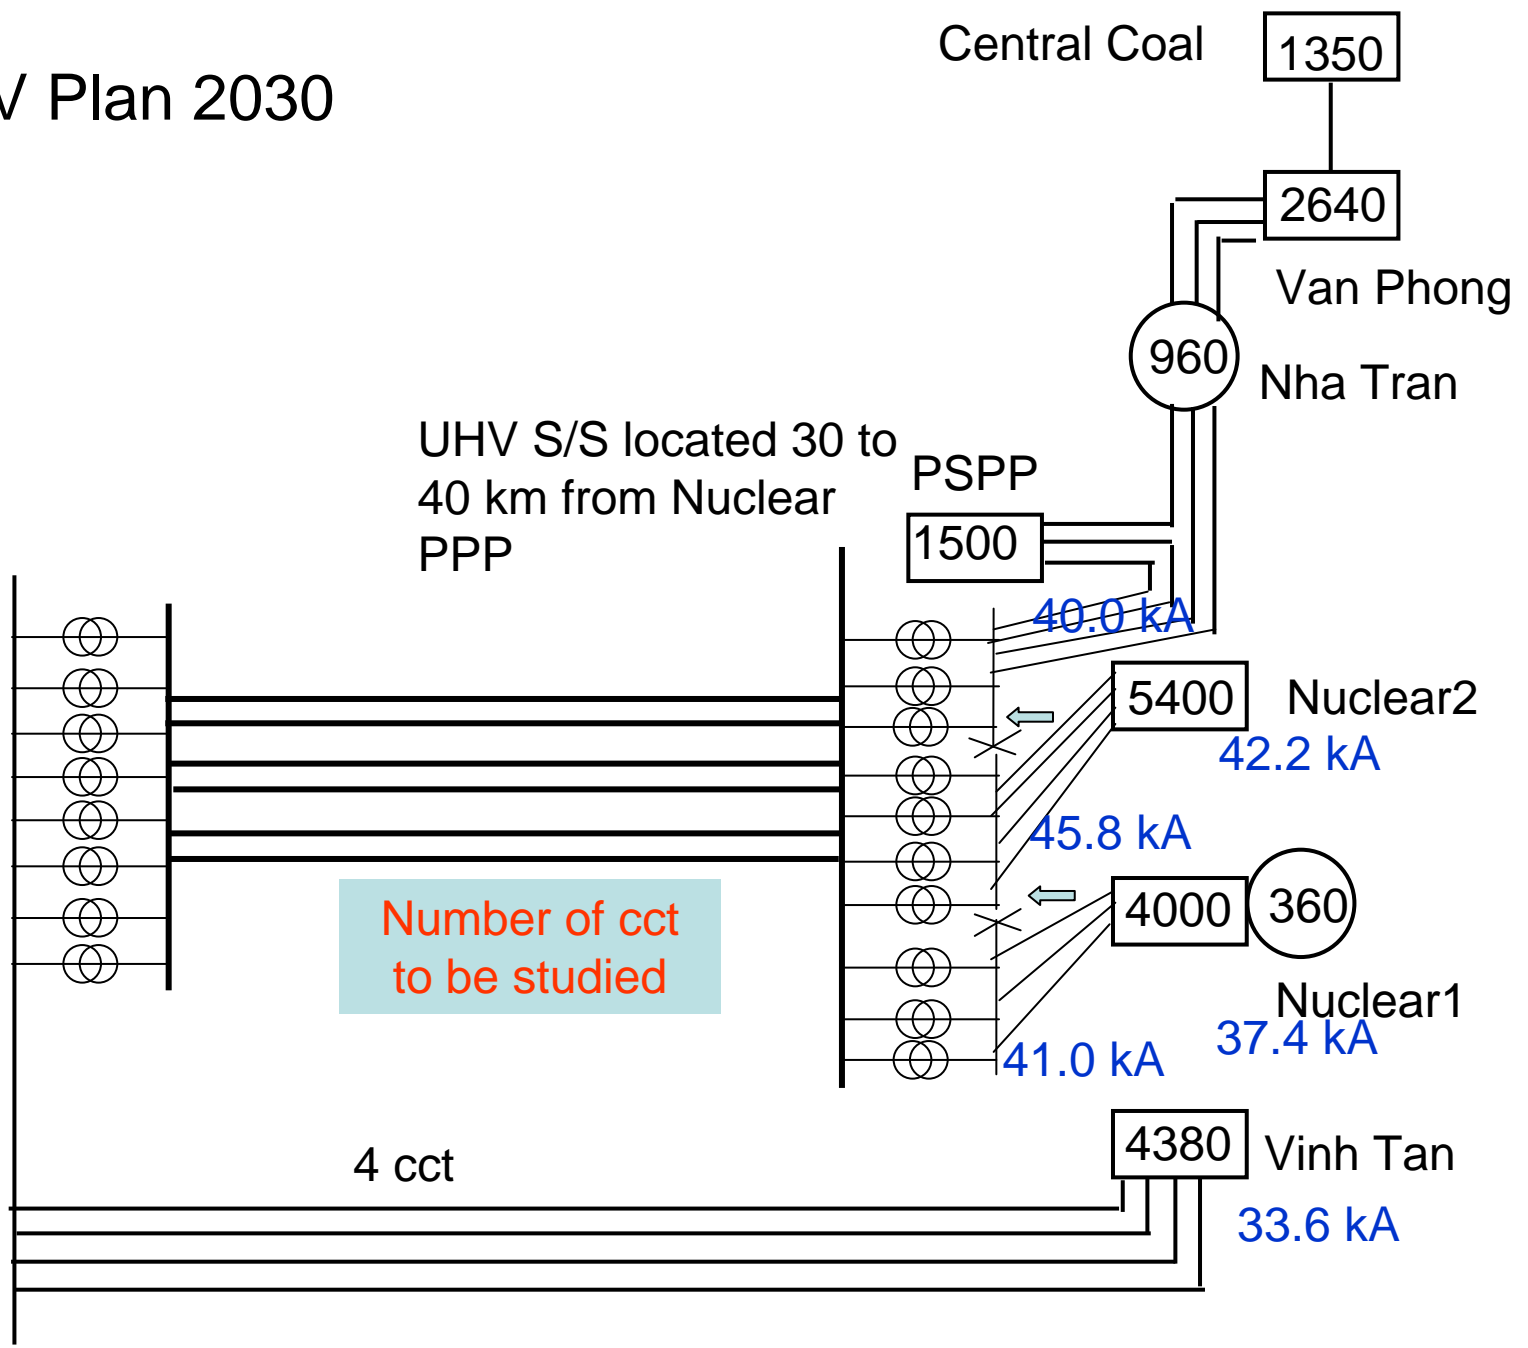 Central Coal
1350
V Plan 2030
2640
Van Phong
960
Nha Tran
UHV S/S located 30 to
40 km from Nuclear
PPP
PSPP
1500
40.0 kA
5400
Nuclear2
42.2 kA
45.8 kA
Number of cct
to be studied
4000
360
Nuclear1
37.4 kA
41.0 kA
4 cct
4380
Vinh Tan
33.6 kA